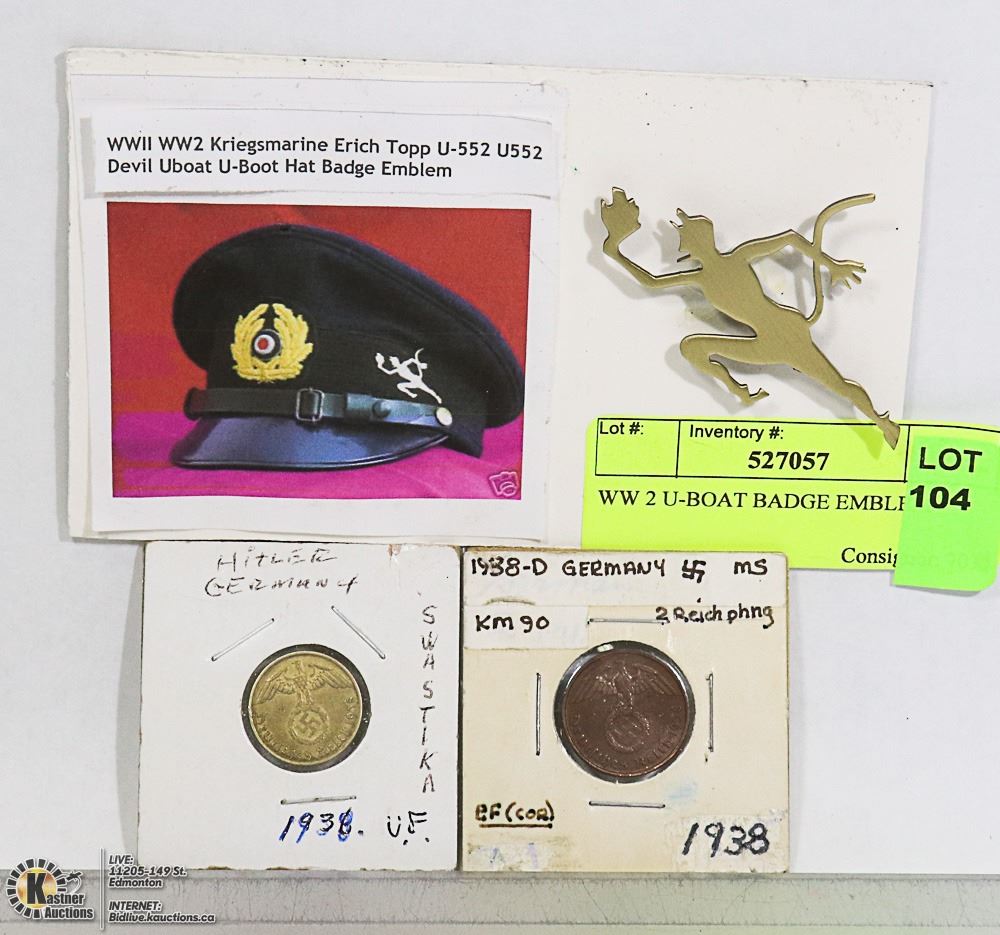 WWII WW2 Kriegsmarine Erich Topp U-552 U552
Devil Uboat U-Boot Hat Badge Emblem
Lot #:
Inventory #:
527057
LOT
104
WW 2 U-BOAT BADGE EMBLE
HITLER
GERMANY
SWASTIKA
1938. V.F.
1938-D GERMANY 卐 MS
KM 90
2 Reichphng
EF (COR)
1938
Kastner
Auctions
LIVE:
11205-149 St.
Edmonton
INTERNET:
Bidlive.kauctions.ca